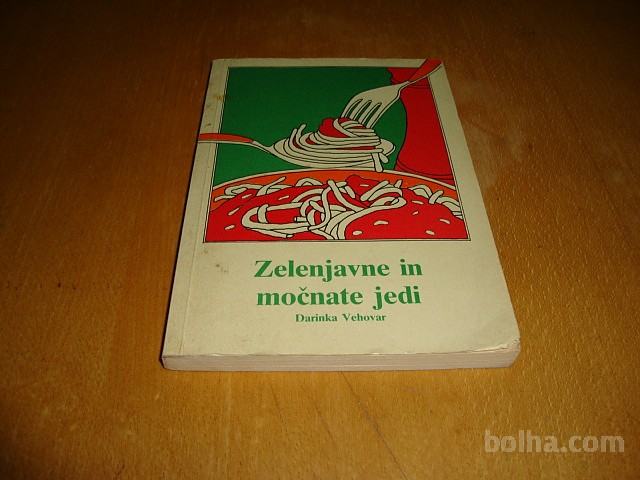 Zelenjavne in
močnate jedi
Darinka Vehovar
bolha.com